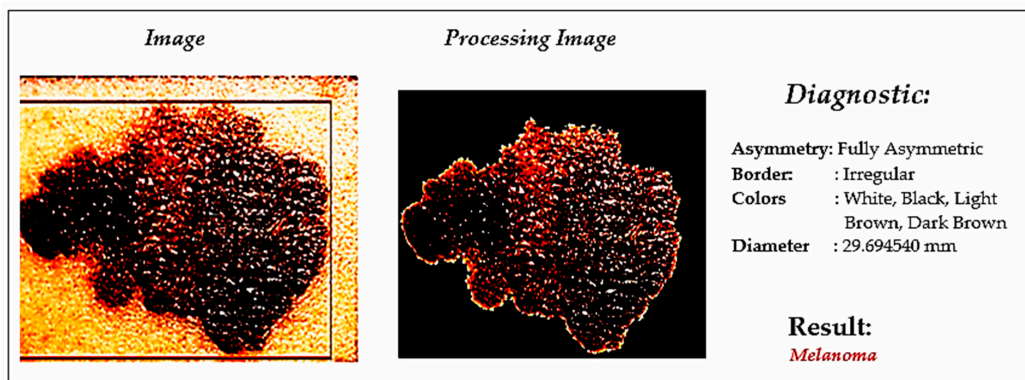 Image
Processing Image
Diagnostic:
Asymmetry: Fully Asymmetric
Border: : Irregular
Colors : White, Black, Light
Brown, Dark Brown
Diameter : 29.694540 mm
Result:
Melanoma